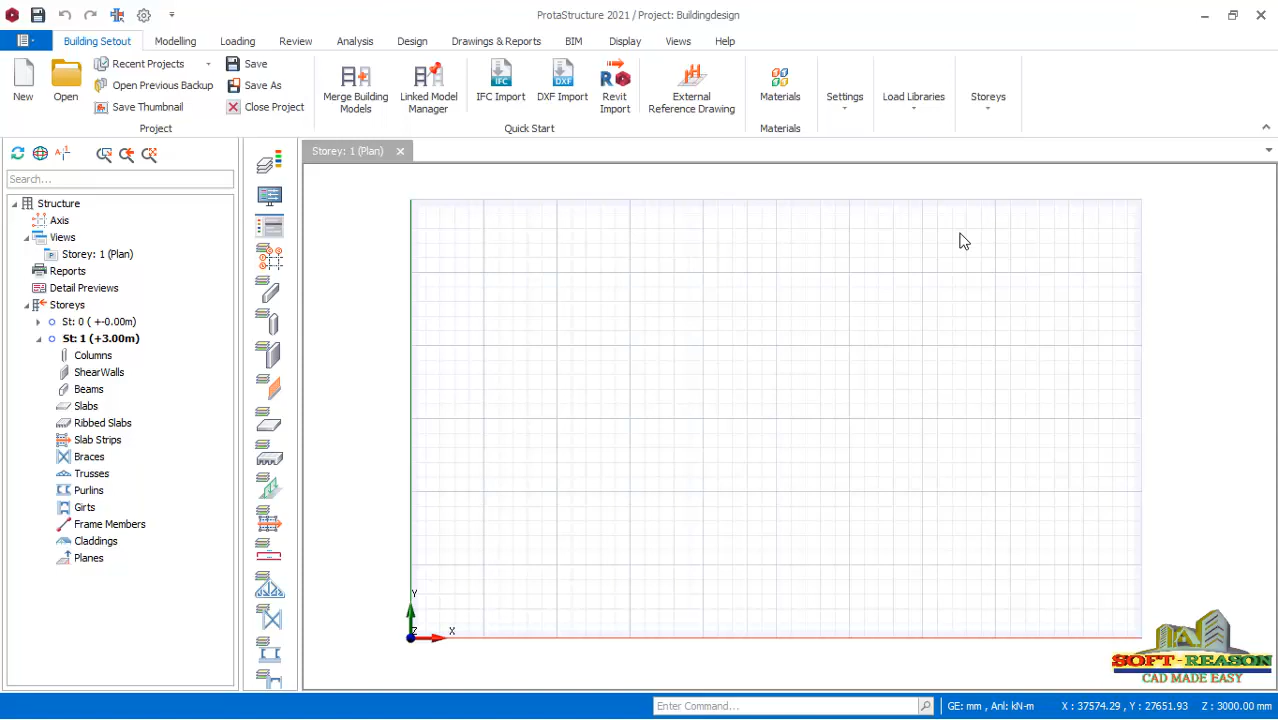 ProtaStructure 2021 / Project: Buildingdesign
Building Setout Modelling Loading Review Analysis Design Drawings & Reports BIM Display Views Help
New
Open
Recent Projects
Open Previous Backup
Save Thumbnail
Save
Save As
Close Project
Project
Merge Building Models
Linked Model Manager
IFC Import
DXF Import
Revit Import
External Reference Drawing
Quick Start
Materials
Materials
Settings
Load Libraries
Storeys
Search...
Structure
Axis
Views
Storey: 1 (Plan)
Reports
Detail Previews
Storeys
St: 0 ( +-0.00m)
St: 1 (+3.00m)
Columns
ShearWalls
Beams
Slabs
Ribbed Slabs
Slab Strips
Braces
Trusses
Purlins
Girts
Frame Members
Claddings
Planes
Storey: 1 (Plan)
Y
Z
X
SOFT-REASON
CAD MADE EASY
Enter Command...
GE: mm , Anl: kN-m
X : 37574.29 , Y : 27651.93
Z : 3000.00 mm